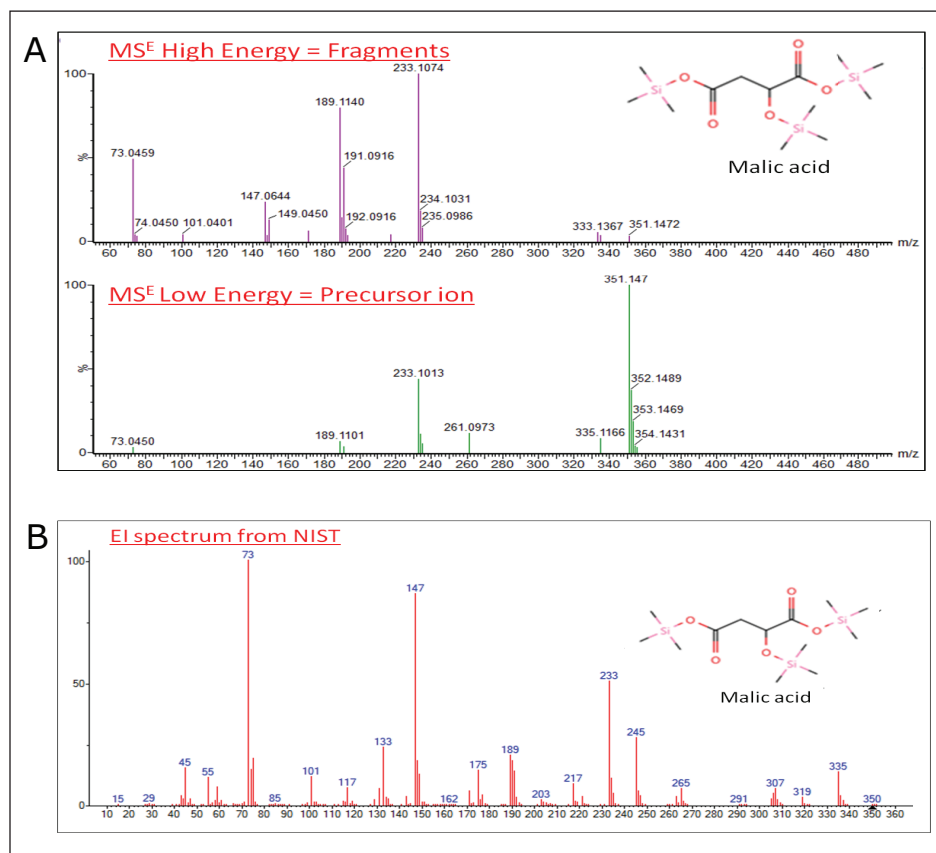 A
MSᴱ High Energy = Fragments
100
%
0
233.1074
189.1140
73.0459
191.0916
147.0644
234.1031
74.0450
101.0401
149.0450
192.0916
235.0986
333.1367
351.1472
60 80 100 120 140 160 180 200 220 240 260 280 300 320 340 360 380 400 420 440 460 480
m/z
Si
O
O
O
O
O
Si
Si
Malic acid
MSᴱ Low Energy = Precursor ion
100
%
0
351.147
233.1013
352.1489
353.1469
354.1431
73.0450
189.1101
261.0973
335.1166
60 80 100 120 140 160 180 200 220 240 260 280 300 320 340 360 380 400 420 440 460 480
m/z
B
EI spectrum from NIST
100
50
0
73
147
233
245
133
189
45
55
101
117
175
217
265
307
335
15
29
85
162
203
291
319
350
10 20 30 40 50 60 70 80 90 100 110 120 130 140 150 160 170 180 190 200 210 220 230 240 250 260 270 280 290 300 310 320 330 340 350 360
Si
O
O
O
O
O
Si
Si
Malic acid